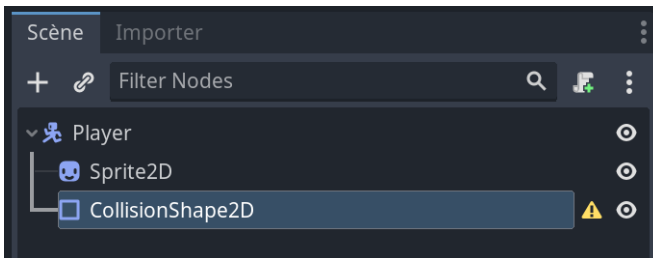 Scène Importer
Filter Nodes
Player
Sprite2D
CollisionShape2D